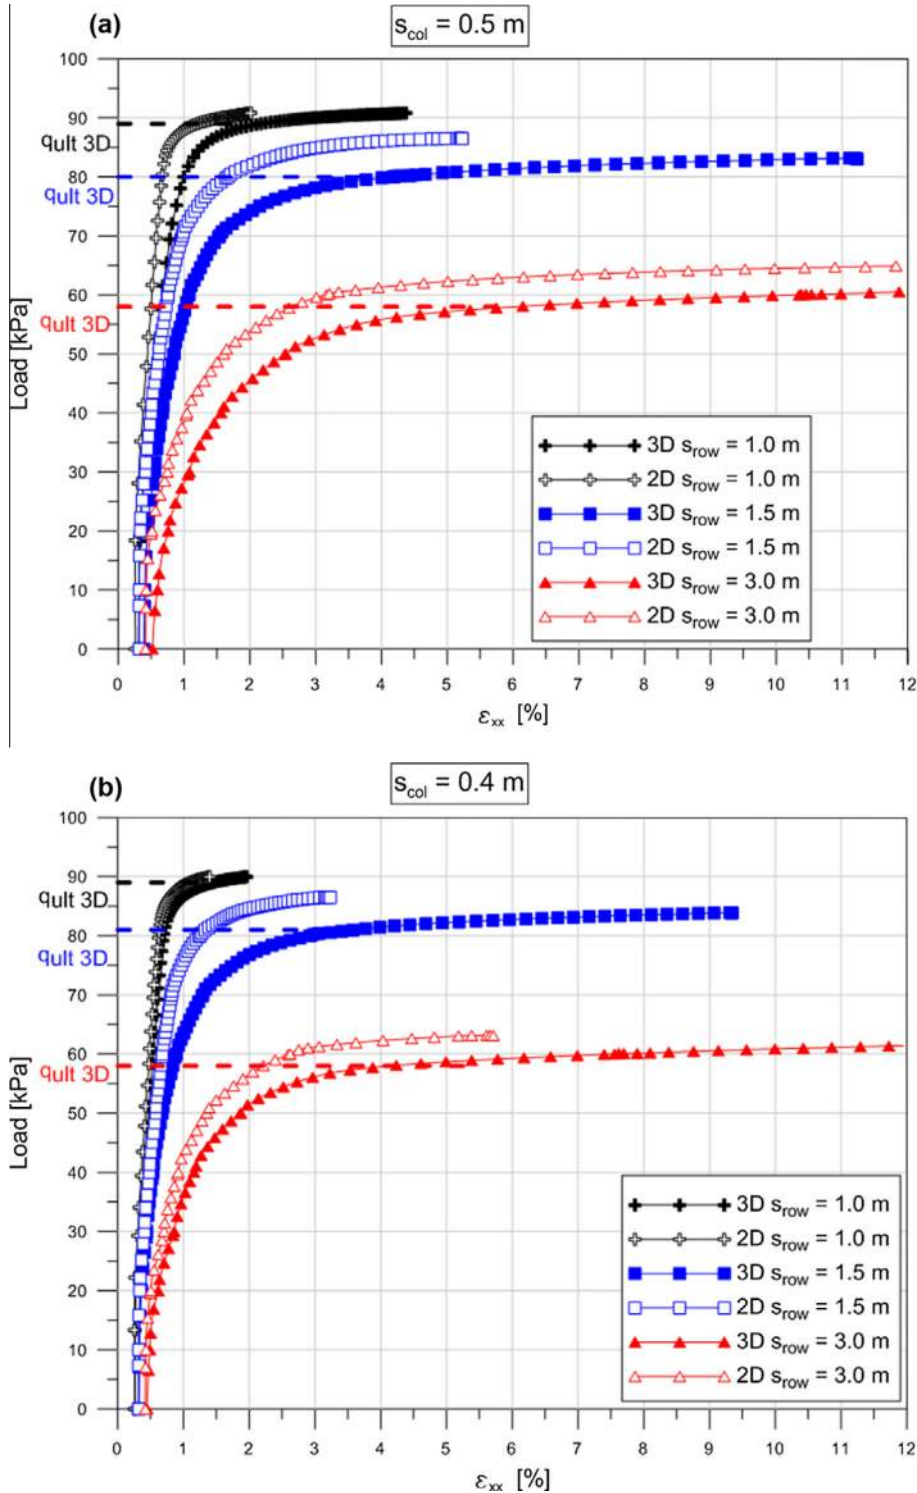 (a)
s_col = 0.5 m
100
90
qult 3D
80
qult 3D
70
60
qult 3D
50
40
30
20
10
0
Load [kPa]
3D s_row = 1.0 m
2D s_row = 1.0 m
3D s_row = 1.5 m
2D s_row = 1.5 m
3D s_row = 3.0 m
2D s_row = 3.0 m
0 1 2 3 4 5 6 7 8 9 10 11 12
ε_xx [%]
(b)
s_col = 0.4 m
100
90
qult 3D
80
qult 3D
70
60
qult 3D
50
40
30
20
10
0
Load [kPa]
3D s_row = 1.0 m
2D s_row = 1.0 m
3D s_row = 1.5 m
2D s_row = 1.5 m
3D s_row = 3.0 m
2D s_row = 3.0 m
0 1 2 3 4 5 6 7 8 9 10 11 12
ε_xx [%]